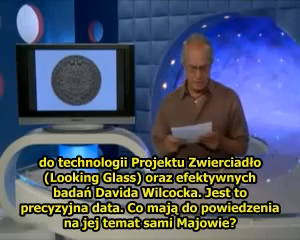 do technologii Projektu Zwierciadło
(Looking Glass) oraz efektywnych
badań Davida Wilcocka. Jest to
precyzyjna data. Co mają do powiedzenia
na jej temat sami Majowie?